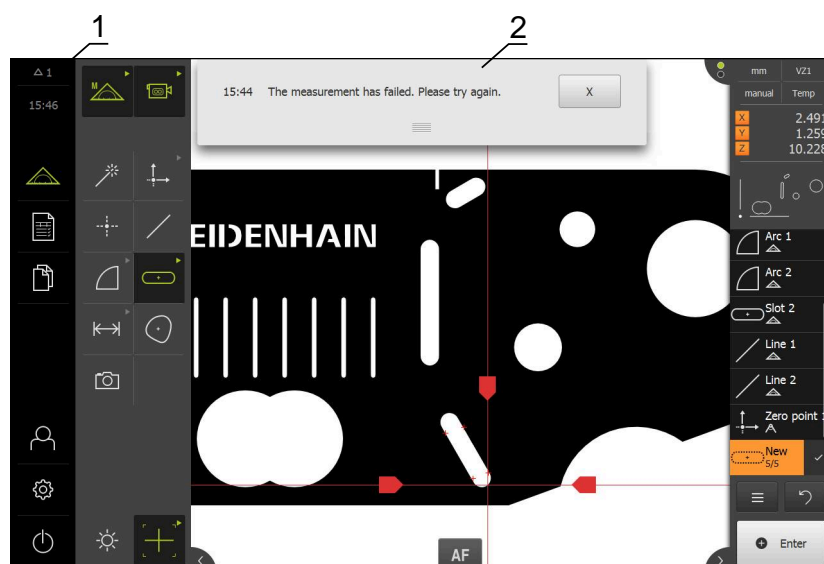 1
2
1
15:46
M
15:44 The measurement has failed. Please try again.
X
mm VZ1
manual Temp
X 2.491
Y 1.259
Z 10.228
EIDENHAIN
Arc 1
Arc 2
Slot 2
Line 1
Line 2
Zero point 1
New
5/5
AF
Enter